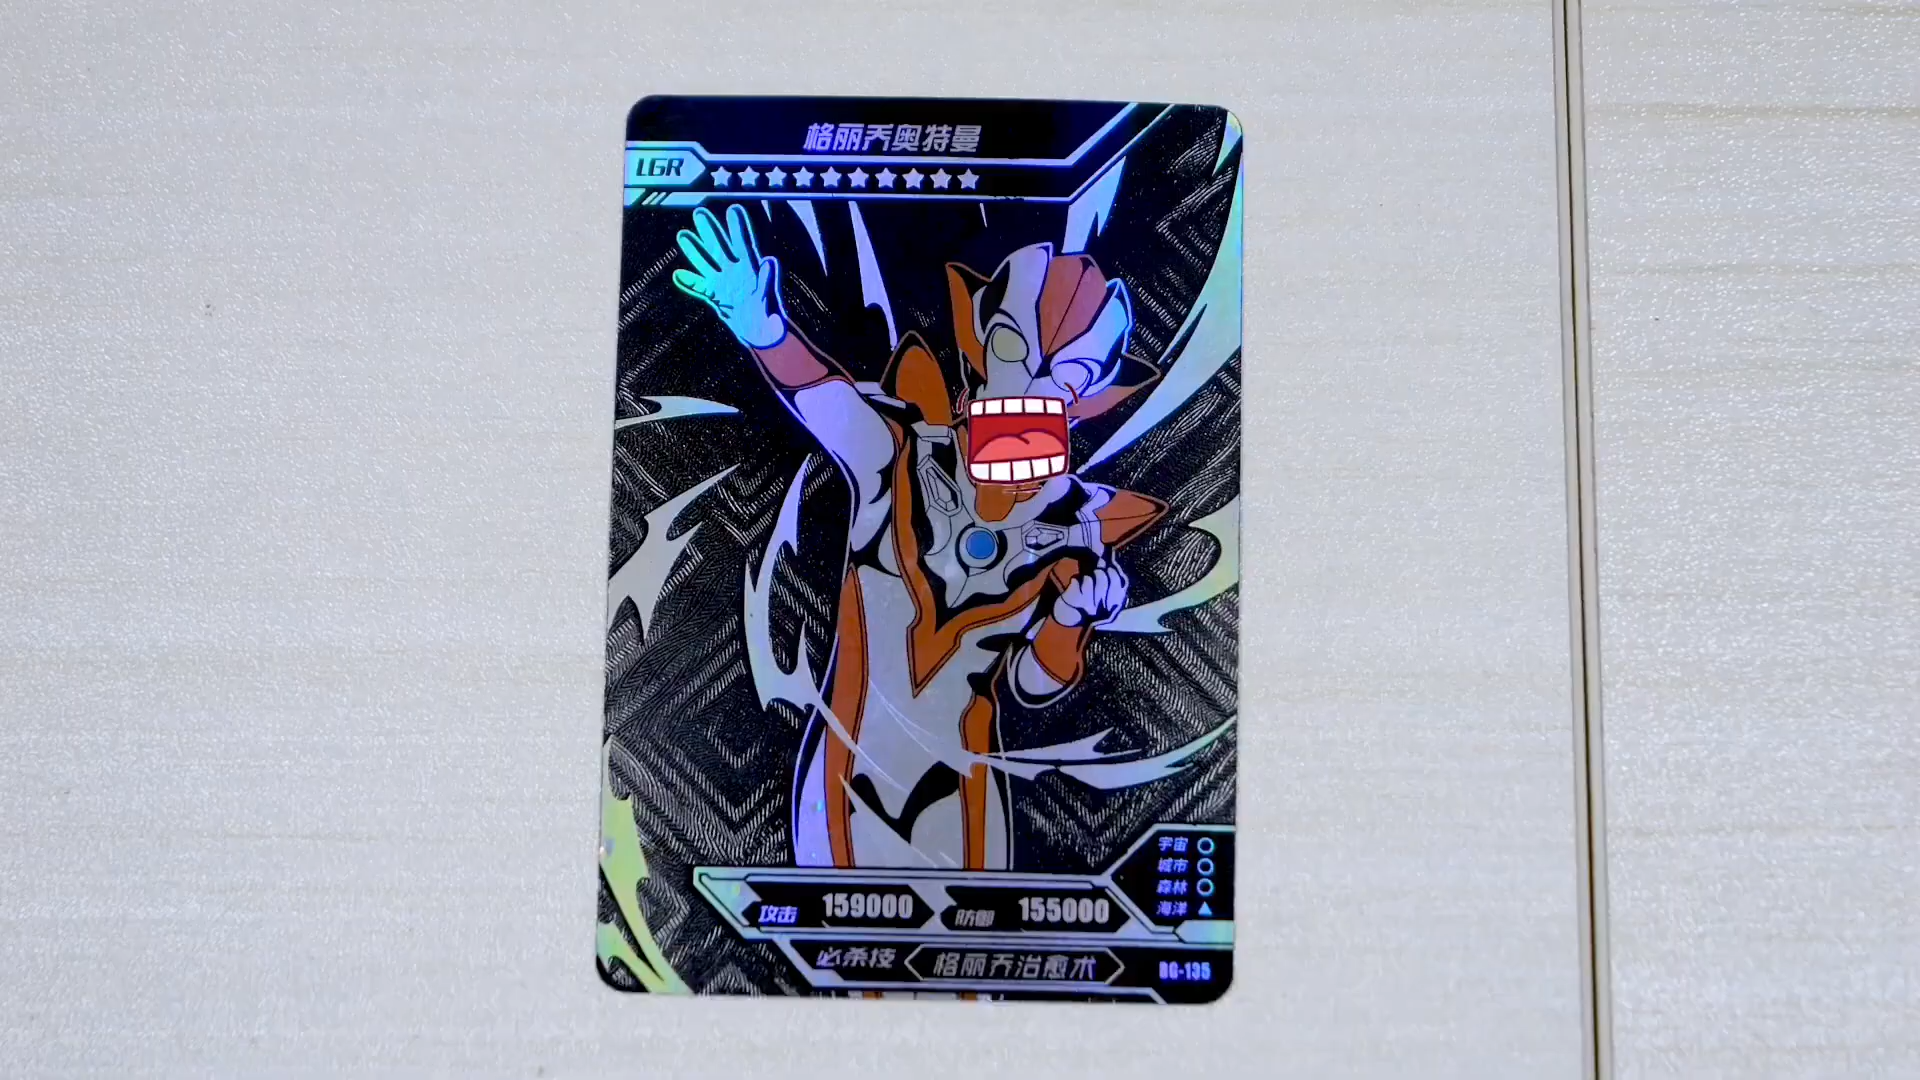 格丽乔奥特曼
LGR
宇宙
城市
森林
海洋
攻击 159000 防御 155000
必杀技 格丽乔治愈术 BG-135